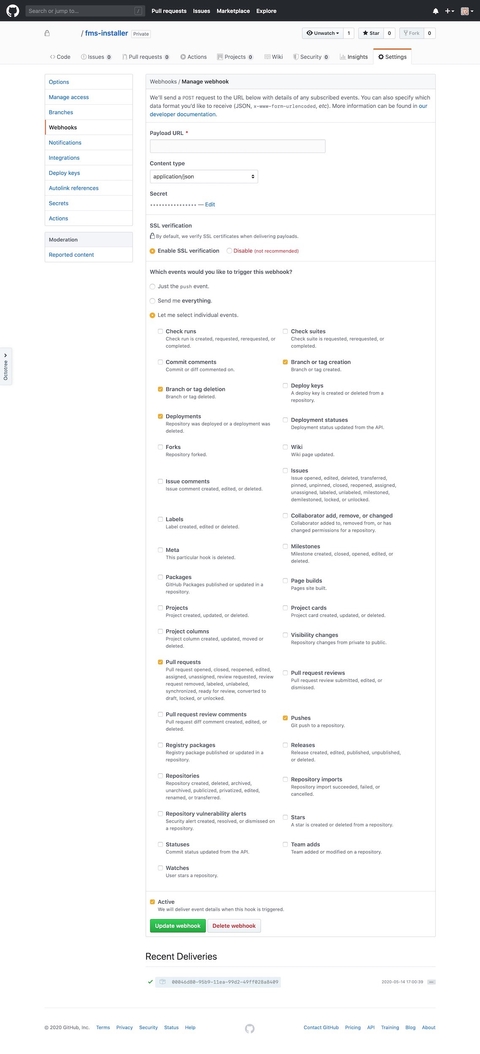 Search or jump to...
/
Pull requests Issues Marketplace Explore
/ fms-installer Private
Unwatch 1 Star 0 Fork 0
Code Issues 0 Pull requests 0 Actions Projects 0 Wiki Security 0 Insights Settings
Options
Manage access
Branches
Webhooks
Notifications
Integrations
Deploy keys
Autolink references
Secrets
Actions
Moderation
Reported content
Octotree
Webhooks / Manage webhook
We'll send a POST request to the URL below with details of any subscribed events. You can also specify which
data format you'd like to receive (JSON, x-www-form-urlencoded, etc). More information can be found in our
developer documentation.
Payload URL *
Content type
application/json
Secret
•••••••••••••••• — Edit
SSL verification
By default, we verify SSL certificates when delivering payloads.
Enable SSL verification Disable (not recommended)
Which events would you like to trigger this webhook?
Just the push event.
Send me everything.
Let me select individual events.
Check runs
Check run is created, requested, rerequested, or
completed.
Check suites
Check suite is requested, rerequested, or
completed.
Commit comments
Commit or diff commented on.
Branch or tag creation
Branch or tag created.
Branch or tag deletion
Branch or tag deleted.
Deploy keys
A deploy key is created or deleted from a
repository.
Deployments
Repository was deployed or a deployment was
deleted.
Deployment statuses
Deployment status updated from the API.
Forks
Repository forked.
Wiki
Wiki page updated.
Issue comments
Issue comment created, edited, or deleted.
Issues
Issue opened, edited, deleted, transferred,
pinned, unpinned, closed, reopened, assigned,
unassigned, labeled, unlabeled, milestoned,
demilestoned, locked, or unlocked.
Labels
Label created, edited or deleted.
Collaborator add, remove, or changed
Collaborator added to, removed from, or has
changed permissions for a repository.
Meta
This particular hook is deleted.
Milestones
Milestone created, closed, opened, edited, or
deleted.
Packages
GitHub Packages published or updated in a
repository.
Page builds
Pages site built.
Projects
Project created, updated, or deleted.
Project cards
Project card created, updated, or deleted.
Project columns
Project column created, updated, moved or
deleted.
Visibility changes
Repository changes from private to public.
Pull requests
Pull request opened, closed, reopened, edited,
assigned, unassigned, review requested, review
request removed, labeled, unlabeled,
synchronized, ready for review, converted to
draft, locked, or unlocked.
Pull request reviews
Pull request review submitted, edited, or
dismissed.
Pull request review comments
Pull request diff comment created, edited, or
deleted.
Pushes
Git push to a repository.
Registry packages
Registry package published or updated in a
repository.
Releases
Release created, edited, published, unpublished,
or deleted.
Repositories
Repository created, deleted, archived,
unarchived, publicized, privatized, edited,
renamed, or transferred.
Repository imports
Repository import succeeded, failed, or
cancelled.
Repository vulnerability alerts
Security alert created, resolved, or dismissed on
a repository.
Stars
A star is created or deleted from a repository.
Statuses
Commit status updated from the API.
Team adds
Team added or modified on a repository.
Watches
User stars a repository.
Active
We will deliver event details when this hook is triggered.
Update webhook Delete webhook
Recent Deliveries
© 2020 GitHub, Inc. Terms Privacy Security Status Help
Contact GitHub Pricing API Training Blog About